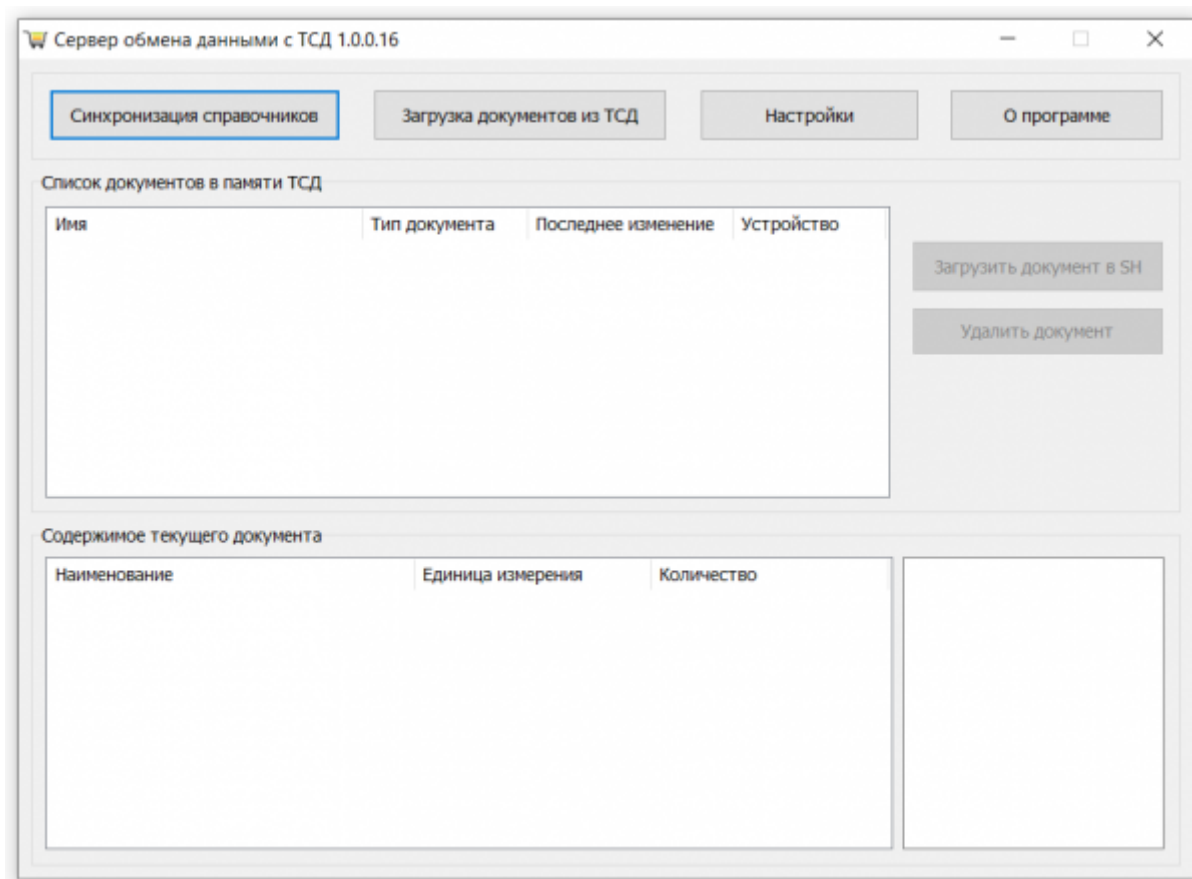 Сервер обмена данными с ТСД 1.0.0.16
Синхронизация справочников Загрузка документов из ТСД Настройки О программе
Список документов в памяти ТСД
Имя Тип документа Последнее изменение Устройство
Загрузить документ в SH
Удалить документ
Содержимое текущего документа
Наименование Единица измерения Количество